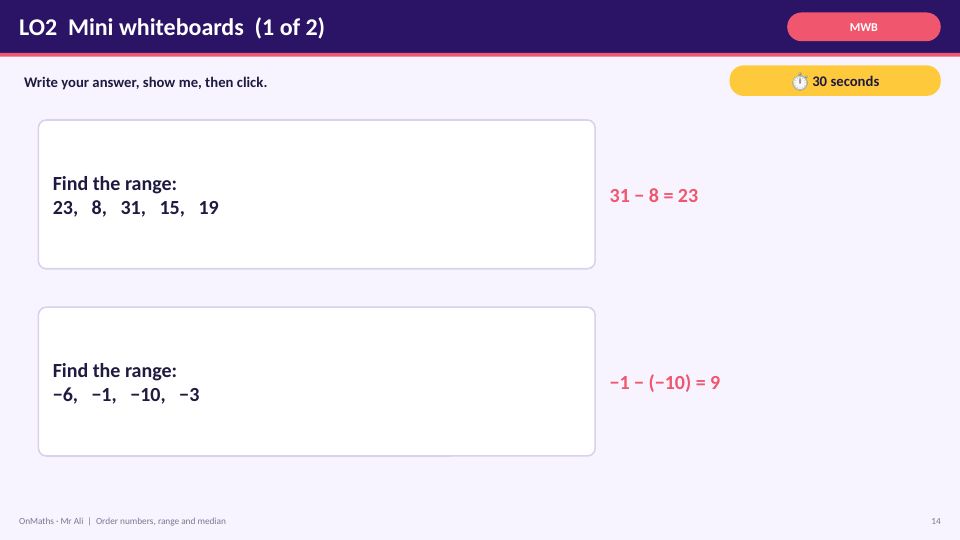 LO2  Mini whiteboards  (1 of 2)
MWB
Write your answer, show me, then click.
⏱ 30 seconds
Find the range:
23,   8,   31,   15,   19
31 − 8 = 23
Find the range:
−6,   −1,   −10,   −3
−1 − (−10) = 9
OnMaths - Mr Ali  |  Order numbers, range and median
14